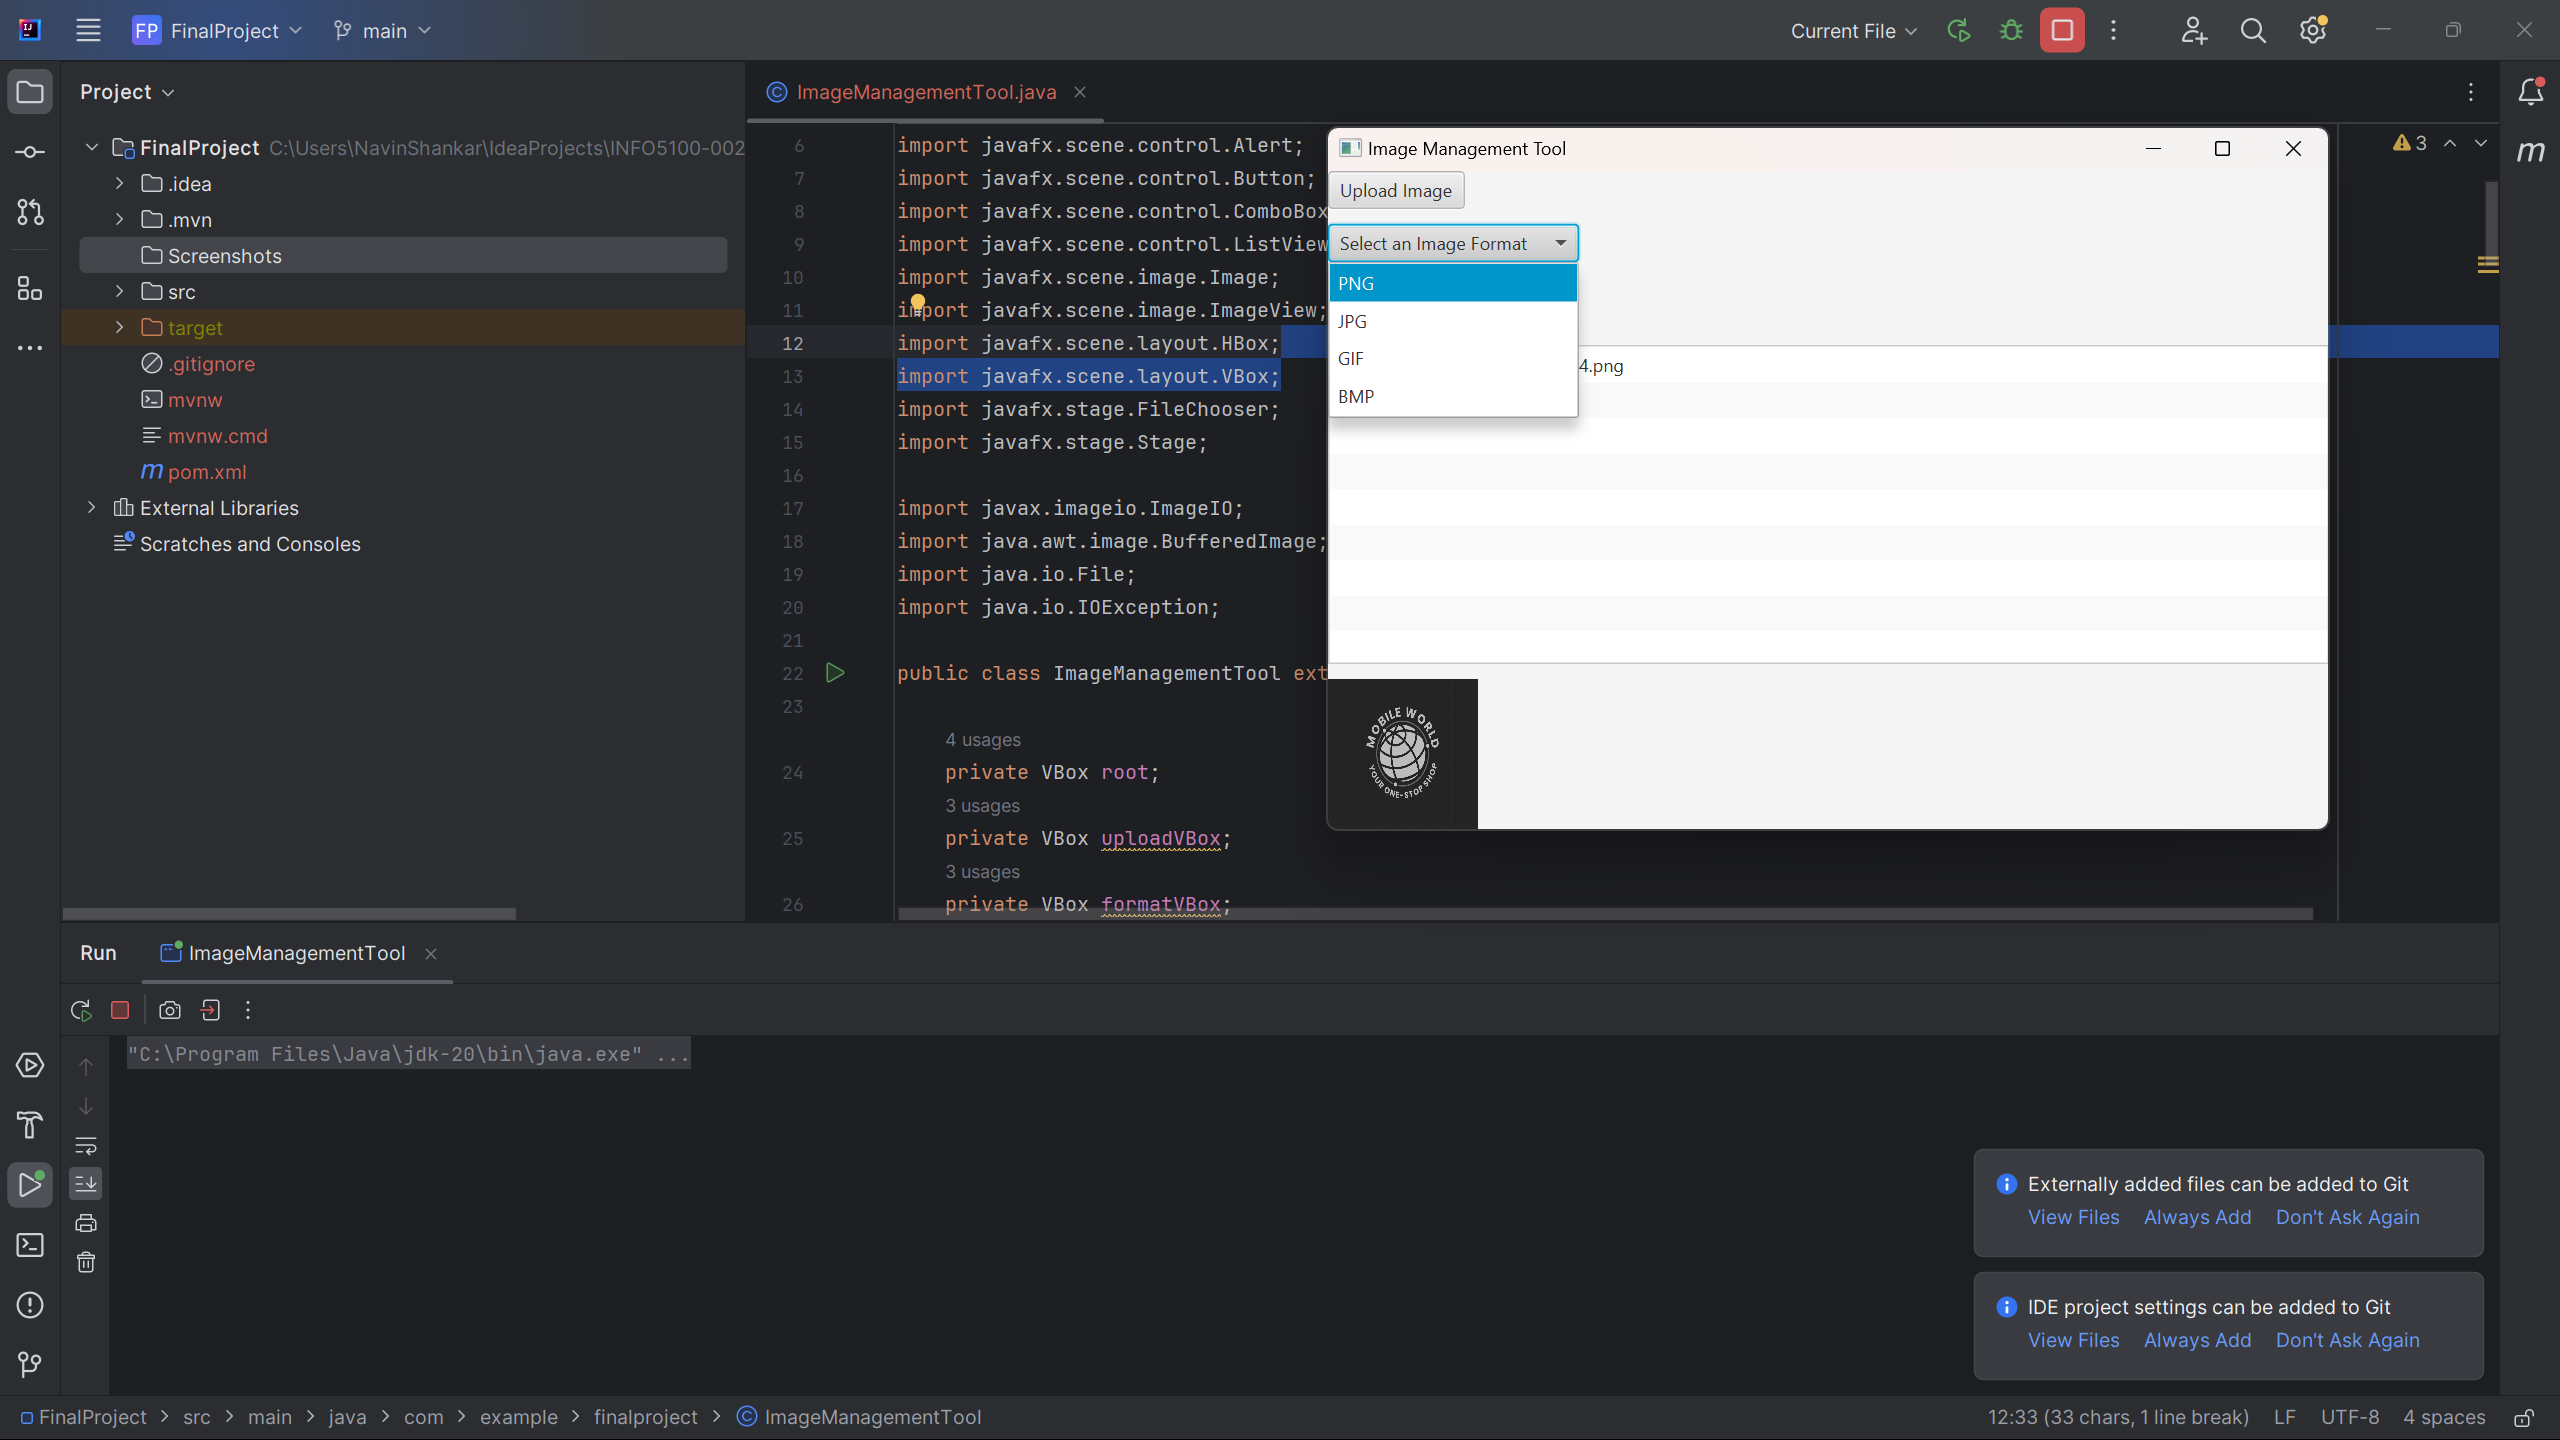 FP FinalProject main Current File
Project
ImageManagementTool.java
FinalProject C:\Users\NavinShankar\IdeaProjects\INFO5100-002
.idea
.mvn
Screenshots
src
target
.gitignore
mvnw
mvnw.cmd
pom.xml
External Libraries
Scratches and Consoles
3
6 import javafx.scene.control.Alert;
7 import javafx.scene.control.Button;
8 import javafx.scene.control.ComboBox
9 import javafx.scene.control.ListView
10 import javafx.scene.image.Image;
11 import javafx.scene.image.ImageView;
12 import javafx.scene.layout.HBox;
13 import javafx.scene.layout.VBox;
14 import javafx.stage.FileChooser;
15 import javafx.stage.Stage;
16
17 import javax.imageio.ImageIO;
18 import java.awt.image.BufferedImage;
19 import java.io.File;
20 import java.io.IOException;
21
22 public class ImageManagementTool ext
23
4 usages
24 private VBox root;
3 usages
25 private VBox uploadVBox;
3 usages
26 private VBox formatVBox;
Image Management Tool
Upload Image
Select an Image Format
PNG
JPG
GIF
BMP
4.png
MOBILE WORLD
YOUR ONE-STOP SHOP
m
Run ImageManagementTool
"C:\Program Files\Java\jdk-20\bin\java.exe" ...
Externally added files can be added to Git
View Files Always Add Don't Ask Again
IDE project settings can be added to Git
View Files Always Add Don't Ask Again
FinalProject > src > main > java > com > example > finalproject > ImageManagementTool
12:33 (33 chars, 1 line break) LF UTF-8 4 spaces